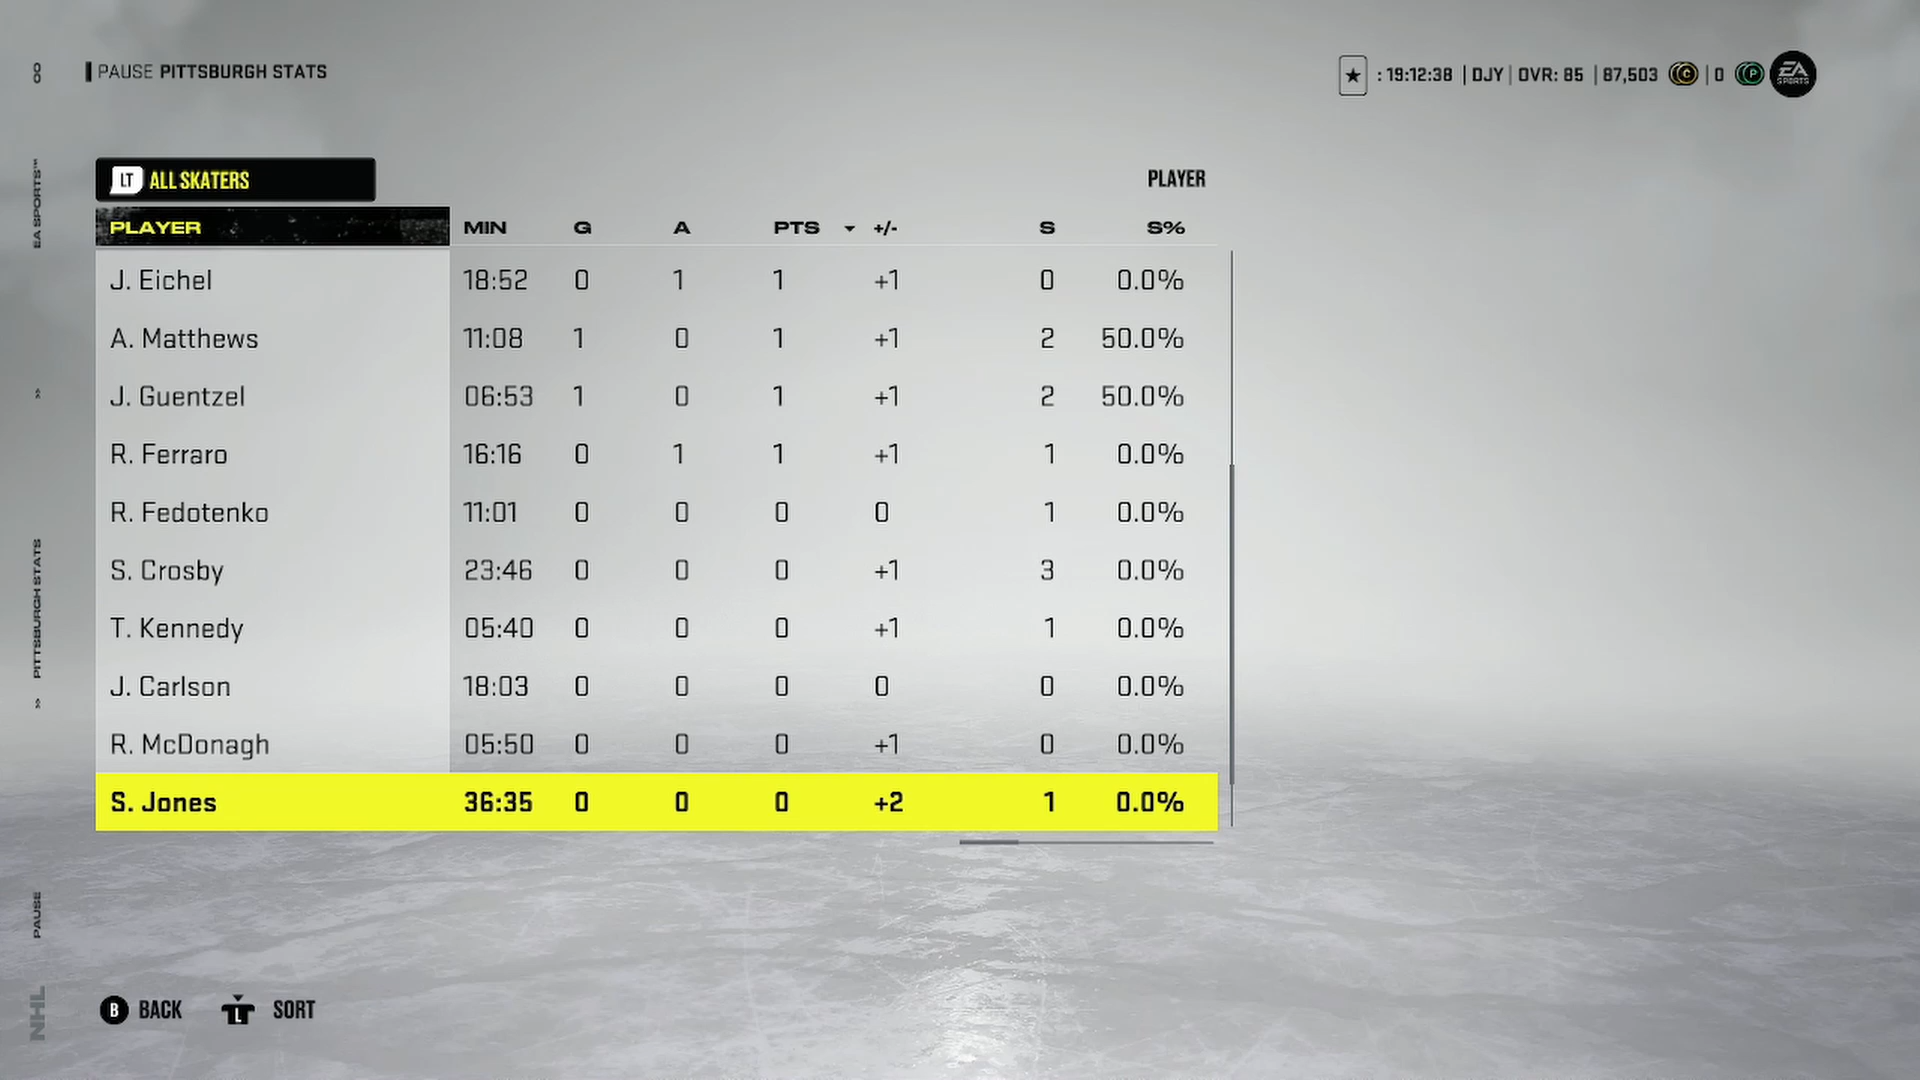 PAUSE PITTSBURGH STATS
: 19:12:38 | DJY | OVR: 85 | 87,503 C | 0 P EA SPORTS
LT ALL SKATERS
PLAYER
PLAYER MIN G A PTS +/- S S%
J. Eichel 18:52 0 1 1 +1 0 0.0%
A. Matthews 11:08 1 0 1 +1 2 50.0%
J. Guentzel 06:53 1 0 1 +1 2 50.0%
R. Ferraro 16:16 0 1 1 +1 1 0.0%
R. Fedotenko 11:01 0 0 0 0 1 0.0%
S. Crosby 23:46 0 0 0 +1 3 0.0%
T. Kennedy 05:40 0 0 0 +1 1 0.0%
J. Carlson 18:03 0 0 0 0 0 0.0%
R. McDonagh 05:50 0 0 0 +1 0 0.0%
S. Jones 36:35 0 0 0 +2 1 0.0%
B BACK L SORT
NHL
PAUSE
»
PITTSBURGH STATS
»
EA SPORTS™